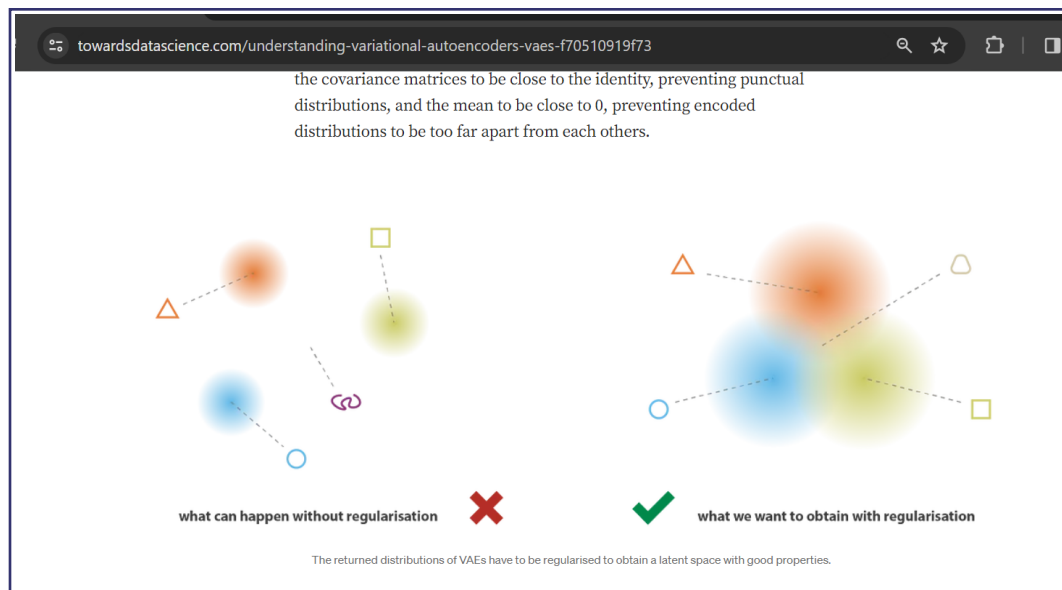 towardsdatascience.com/understanding-variational-autoencoders-vaes-f70510919f73
the covariance matrices to be close to the identity, preventing punctual
distributions, and the mean to be close to 0, preventing encoded
distributions to be too far apart from each others.
what can happen without regularisation
what we want to obtain with regularisation
The returned distributions of VAEs have to be regularised to obtain a latent space with good properties.